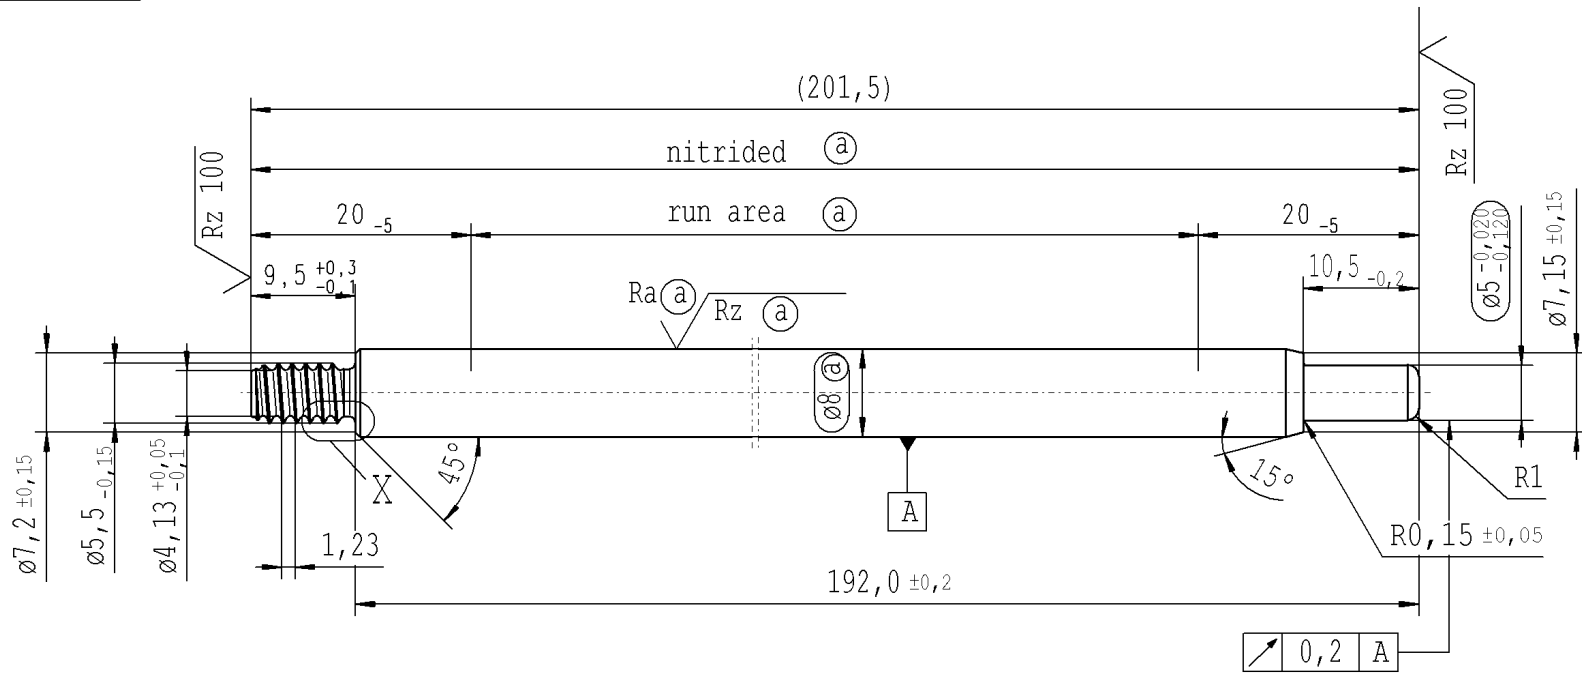 (201,5)
nitrided a
run area a
20 -5
20 -5
Rz 100
Rz 100
9,5 +0,3 -0,1
10,5 -0,2
Ra a
Rz a
ø5 -0,020 -0,120
ø7,15 ±0,15
ø8 a
ø7,2 ±0,15
ø5,5 -0,15
ø4,13 +0,05 -0,1
X
45°
15°
A
R1
R0,15 ±0,05
1,23
192,0 ±0,2
0,2 A